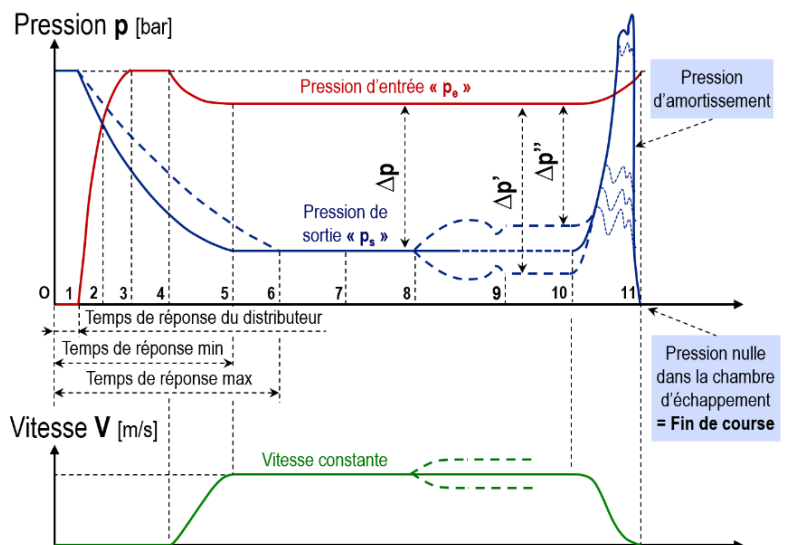 Pression p [bar]
Pression d’entrée « pe »
Pression
d’amortissement
Δp
Δp’
Δp’’
Pression de
sortie « ps »
O 1 2 3 4 5 6 7 8 9 10 11
Temps de réponse du distributeur
Temps de réponse min
Temps de réponse max
Pression nulle
dans la chambre
d’échappement
= Fin de course
Vitesse V [m/s]
Vitesse constante